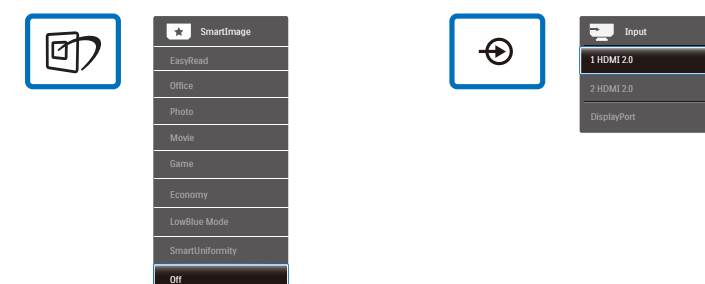 SmartImage
EasyRead
Office
Photo
Movie
Game
Economy
LowBlue Mode
SmartUniformity
Off
Input
1 HDMI 2.0
2 HDMI 2.0
DisplayPort